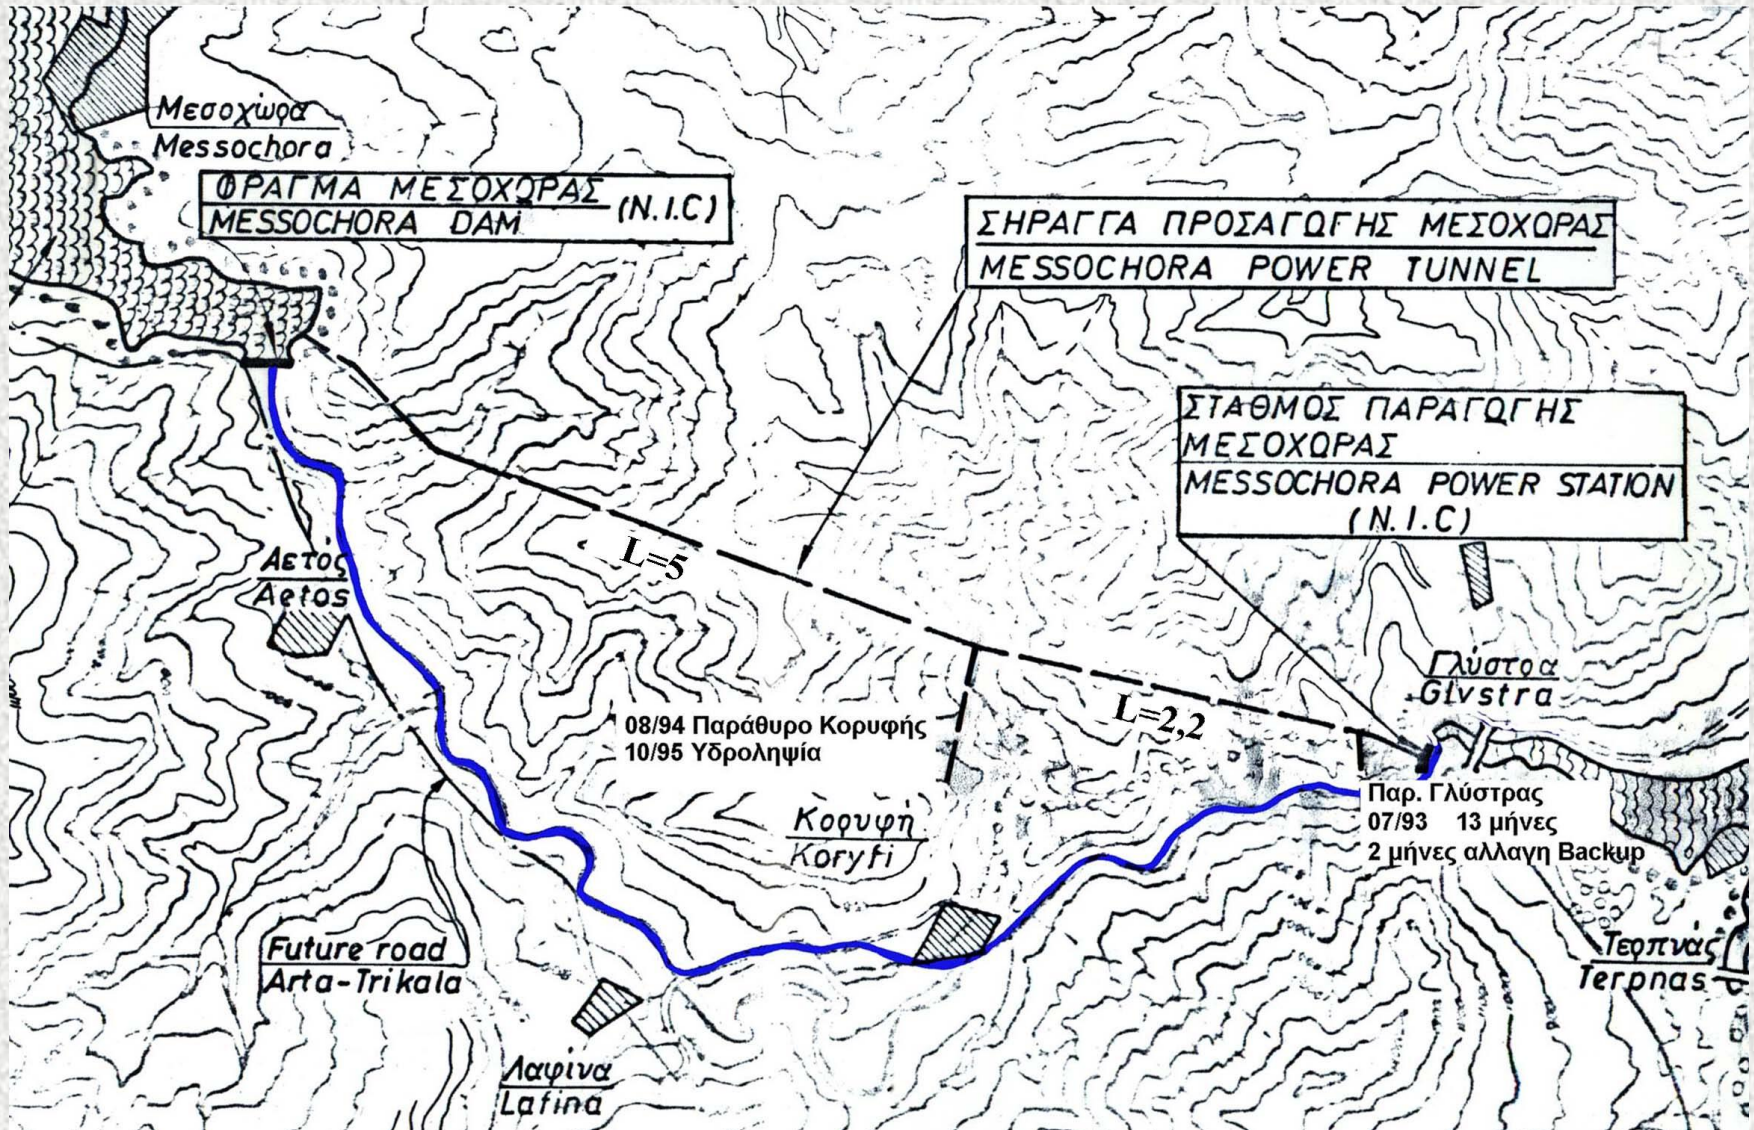 Μεσοχώρα
Messochora
ΦΡΑΓΜΑ ΜΕΣΟΧΩΡΑΣ (N.I.C)
MESSOCHORA DAM
ΣΗΡΑΓΓΑ ΠΡΟΣΑΓΩΓΗΣ ΜΕΣΟΧΩΡΑΣ
MESSOCHORA POWER TUNNEL
ΣΤΑΘΜΟΣ ΠΑΡΑΓΩΓΗΣ
ΜΕΣΟΧΩΡΑΣ
MESSOCHORA POWER STATION
(N.I.C)
L=5
Αετός
Aetos
Γλύστρα
Glystra
L=2,2
08/94 Παράθυρο Κορυφής
10/95 Υδροληψία
Παρ. Γλύστρας
07/93 13 μήνες
2 μήνες αλλαγη Backup
Κορυφή
Koryfi
Future road
Arta-Trikala
Τερπνάς
Terpnas
Λαφίνα
Lafina